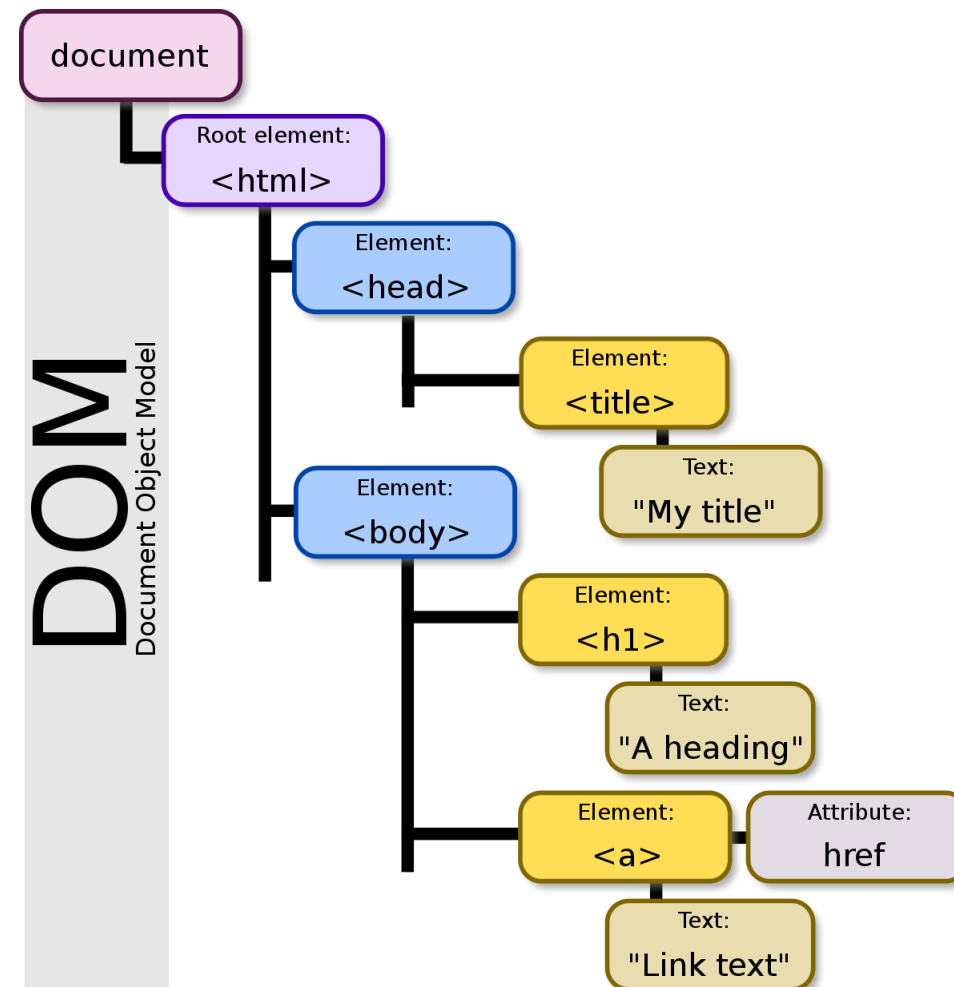 document
Root element:
<html>
Element:
<head>
Element:
<title>
Text:
"My title"
Element:
<body>
Element:
<h1>
Text:
"A heading"
Element:
<a>
Attribute:
href
Text:
"Link text"
DOM
Document Object Model